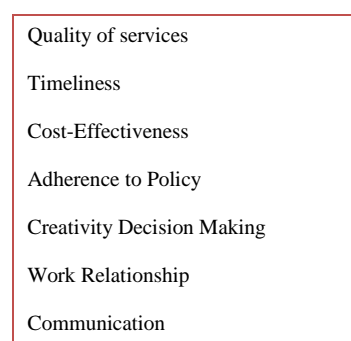 Quality of services
Timeliness
Cost-Effectiveness
Adherence to Policy
Creativity Decision Making
Work Relationship
Communication